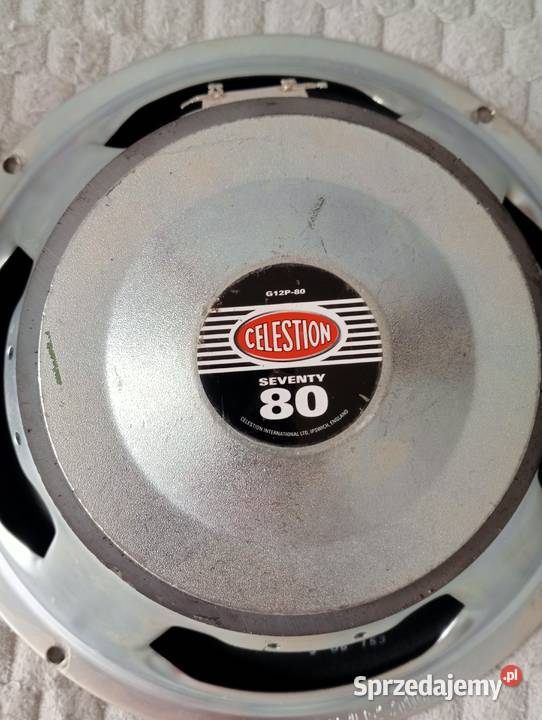 G12P-80
CELESTION
SEVENTY
80
CELESTION INTERNATIONAL LTD. IPSWICH, ENGLAND
Sprzedajemy.pl